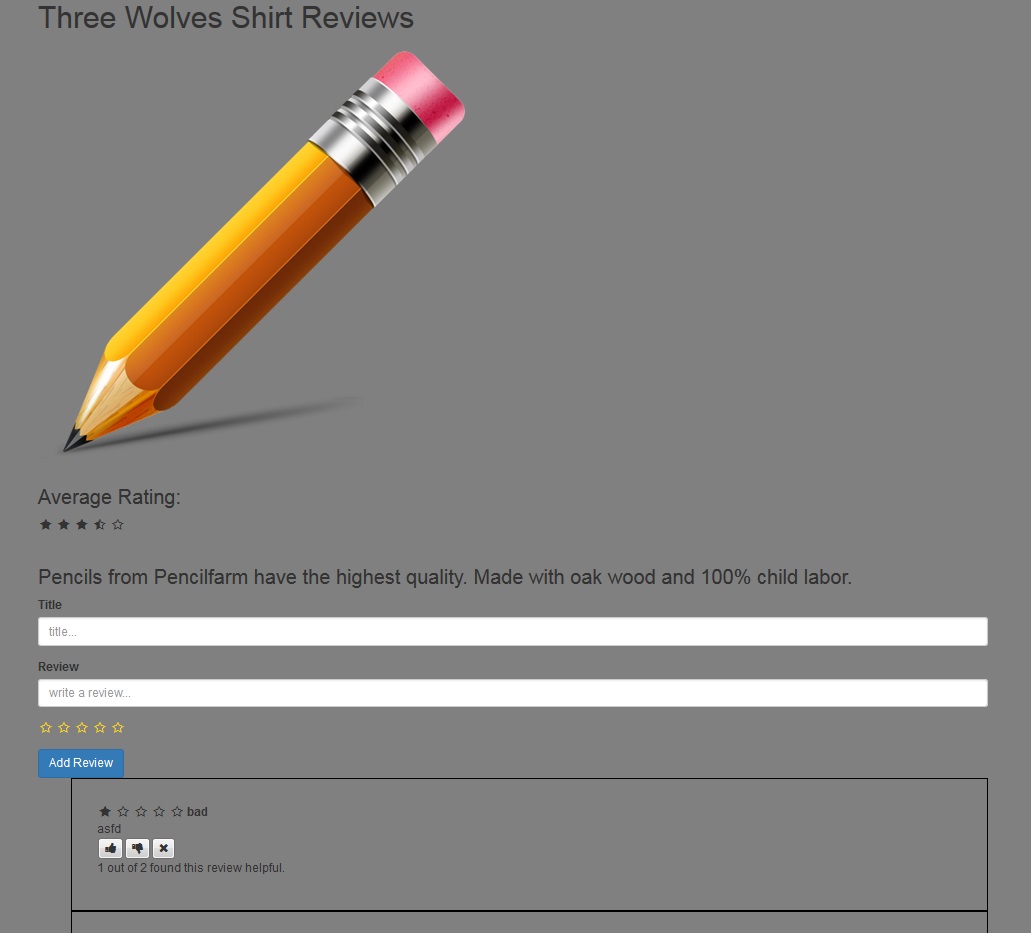 Three Wolves Shirt Reviews
Average Rating:
Pencils from Pencilfarm have the highest quality. Made with oak wood and 100% child labor.
Title
title...
Review
write a review...
Add Review
bad
asfd
1 out of 2 found this review helpful.